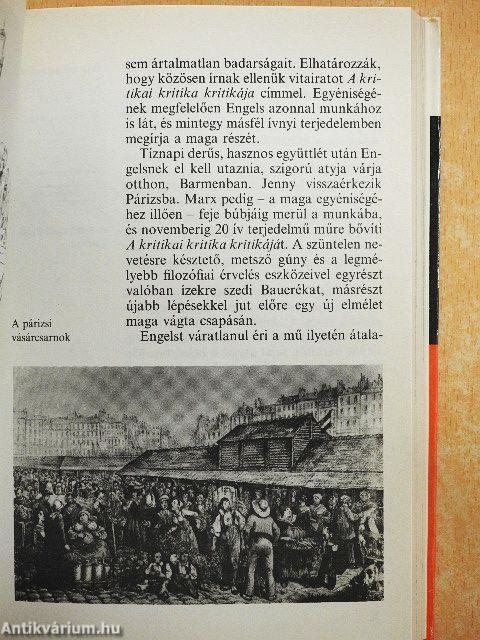 sem ártalmatlan badarságait. Elhatározzák,
hogy közösen írnak ellenük vitairatot A kri-
tikai kritika kritikája címmel. Egyéniségé-
nek megfelelően Engels azonnal munkához
is lát, és mintegy másfél ívnyi terjedelemben
megírja a maga részét.
Tíznapi derűs, hasznos együttlét után En-
gelsnek el kell utaznia, szigorú atyja várja
otthon, Barmenban. Jenny visszaérkezik
Párizsba. Marx pedig – a maga egyéniségé-
hez illően – feje búbjáig merül a munkába,
és novemberig 20 ív terjedelmű műre bővíti
A kritikai kritika kritikáját. A szüntelen ne-
vetésre késztető, metsző gúny és a legmé-
lyebb filozófiai érvelés eszközeivel egyrészt
valóban ízekre szedi Bauerékat, másrészt
újabb lépésekkel jut előre egy új elmélet
maga vágta csapásán.
Engelst váratlanul éri a mű ilyetén átala-
A párizsi
vásárcsarnok
Antikvárium.hu